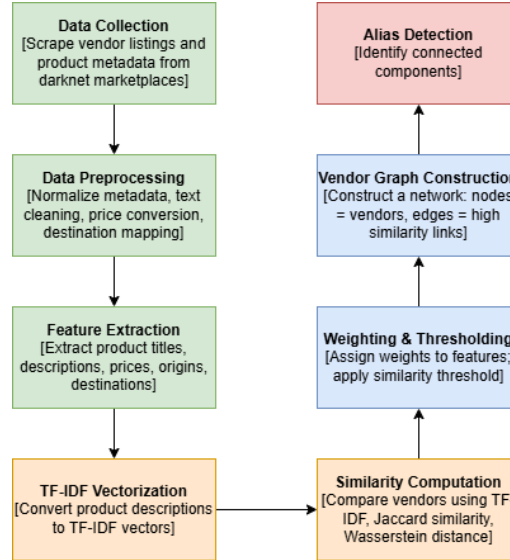 Data Collection
[Scrape vendor listings and
product metadata from
darknet marketplaces]
Data Preprocessing
[Normalize metadata, text
cleaning, price conversion,
destination mapping]
Feature Extraction
[Extract product titles,
descriptions, prices, origins,
destinations]
TF-IDF Vectorization
[Convert product descriptions
to TF-IDF vectors]
Similarity Computation
[Compare vendors using TF-
IDF, Jaccard similarity,
Wasserstein distance]
Weighting & Thresholding
[Assign weights to features;
apply similarity threshold]
Vendor Graph Construction
[Construct a network: nodes
= vendors, edges = high
similarity links]
Alias Detection
[Identify connected
components]